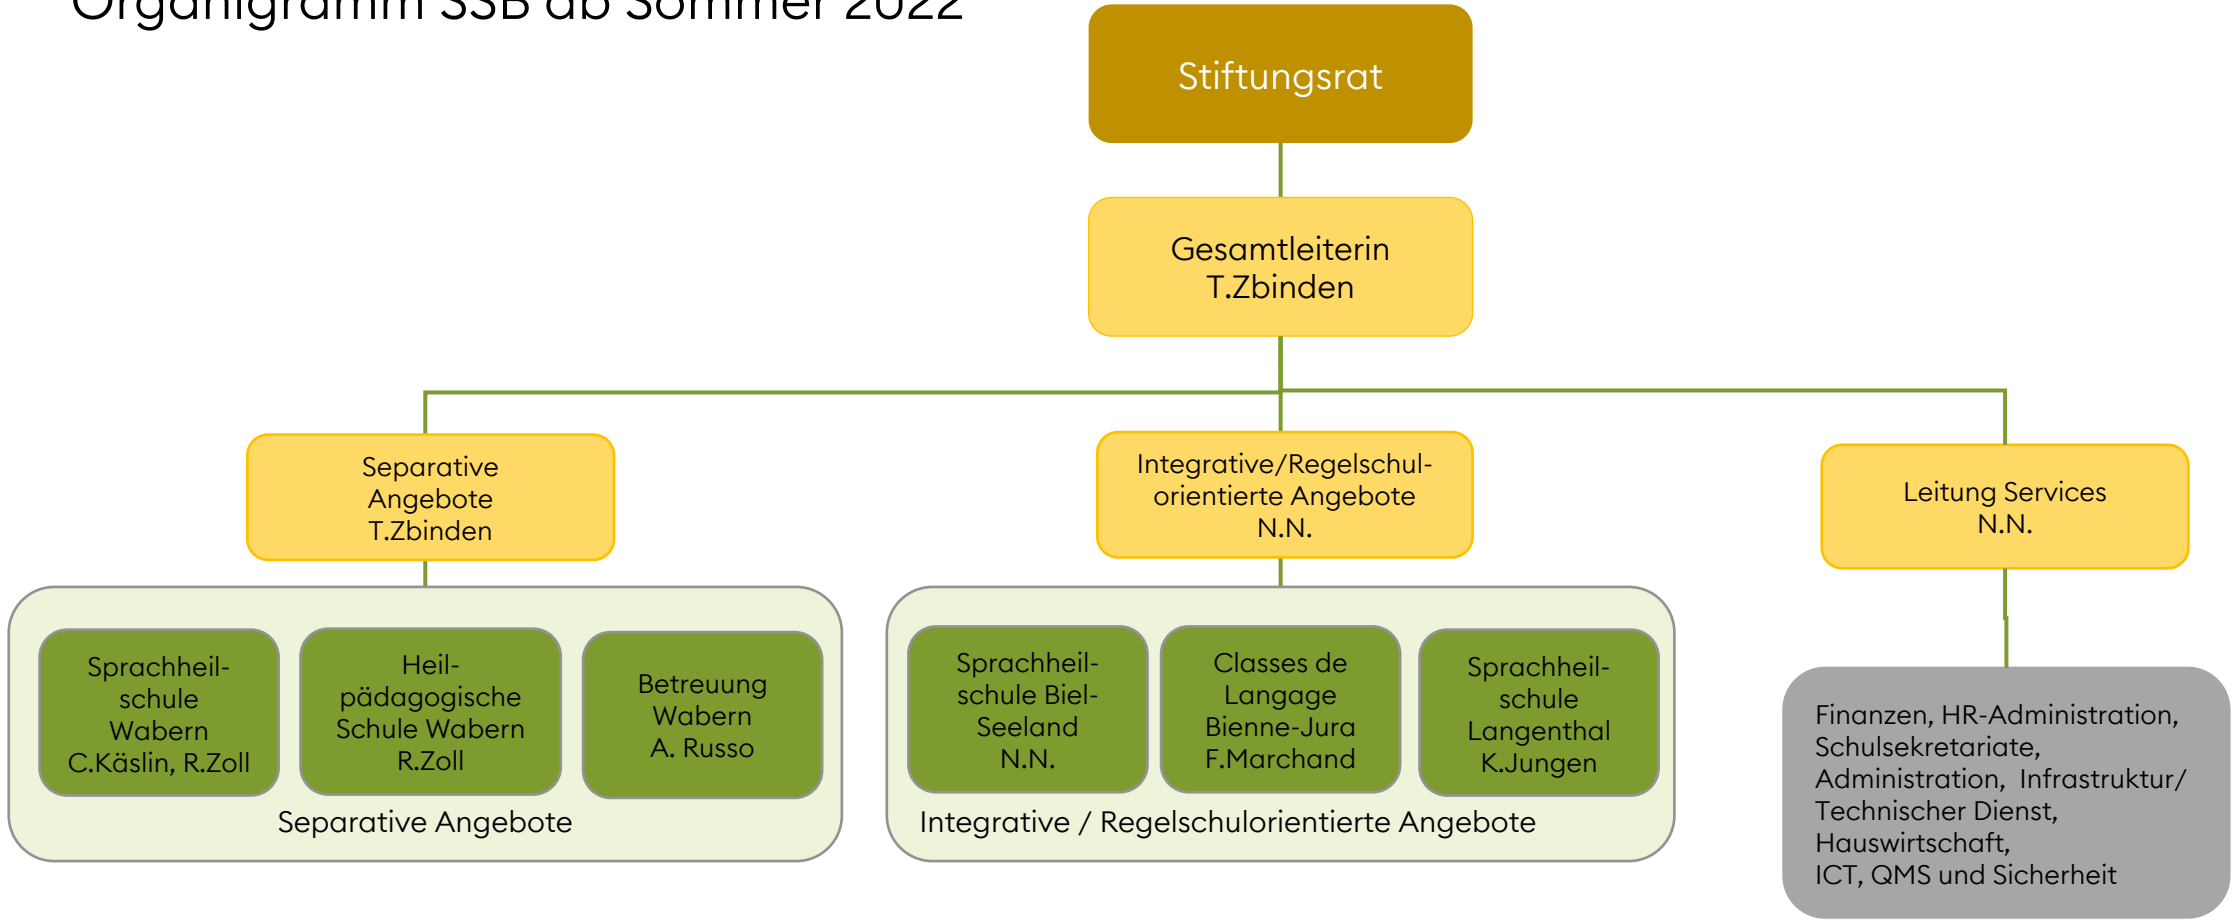 Organigramm SSB ab Sommer 2022
Stiftungsrat
Gesamtleiterin
T.Zbinden
Separative
Angebote
T.Zbinden
Integrative/Regelschul-
orientierte Angebote
N.N.
Leitung Services
N.N.
Sprachheil-
schule
Wabern
C.Käslin, R.Zoll
Heil-
pädagogische
Schule Wabern
R.Zoll
Betreuung
Wabern
A. Russo
Separative Angebote
Sprachheil-
schule Biel-
Seeland
N.N.
Classes de
Langage
Bienne-Jura
F.Marchand
Sprachheil-
schule
Langenthal
K.Jungen
Integrative / Regelschulorientierte Angebote
Finanzen, HR-Administration,
Schulsekretariate,
Administration, Infrastruktur/
Technischer Dienst,
Hauswirtschaft,
ICT, QMS und Sicherheit